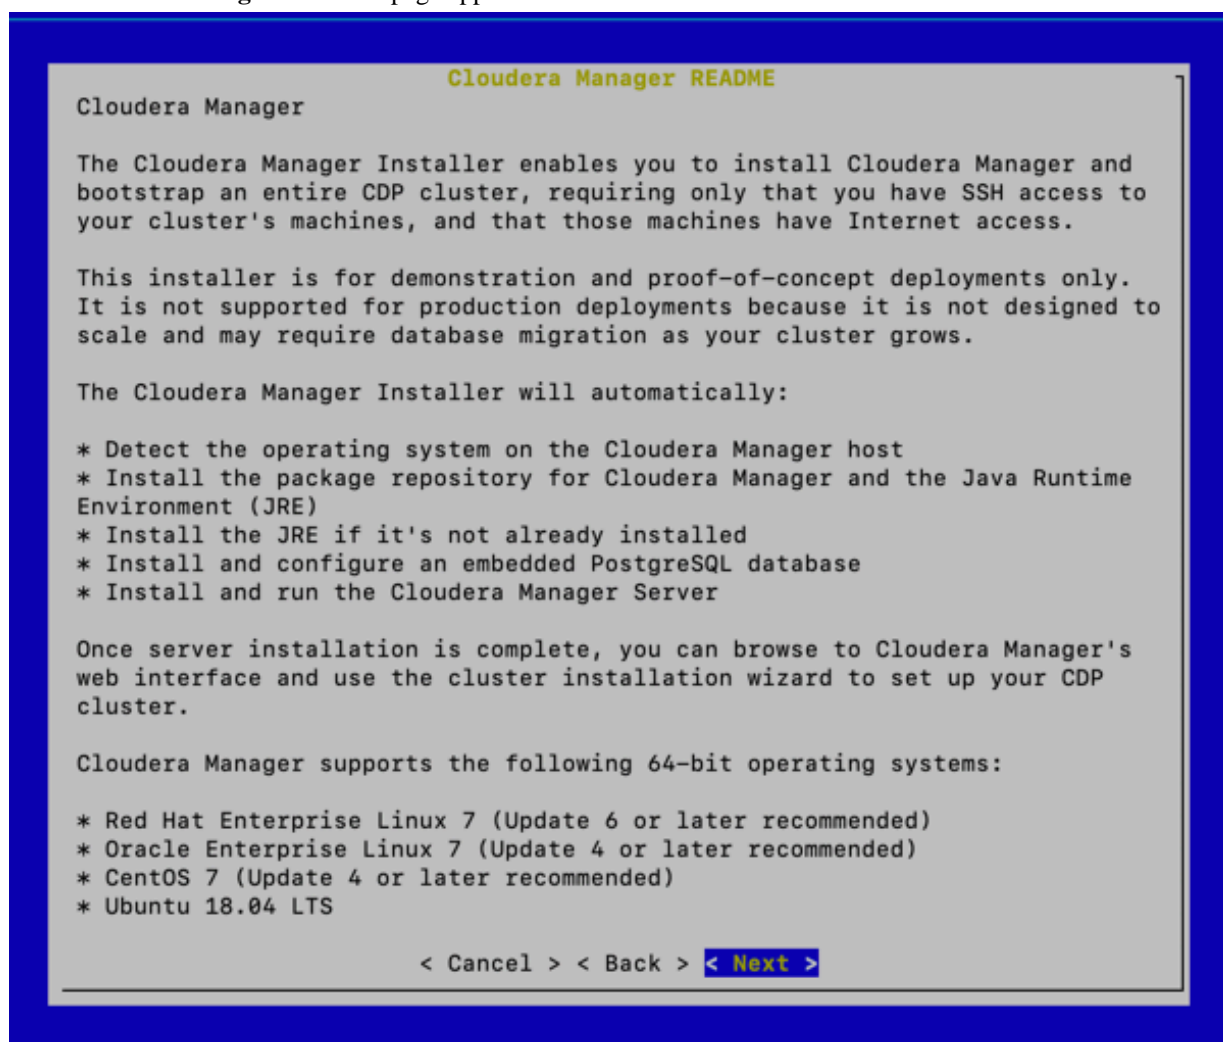 Cloudera Manager README
Cloudera Manager
The Cloudera Manager Installer enables you to install Cloudera Manager and
bootstrap an entire CDP cluster, requiring only that you have SSH access to
your cluster's machines, and that those machines have Internet access.
This installer is for demonstration and proof-of-concept deployments only.
It is not supported for production deployments because it is not designed to
scale and may require database migration as your cluster grows.
The Cloudera Manager Installer will automatically:
* Detect the operating system on the Cloudera Manager host
* Install the package repository for Cloudera Manager and the Java Runtime
Environment (JRE)
* Install the JRE if it's not already installed
* Install and configure an embedded PostgreSQL database
* Install and run the Cloudera Manager Server
Once server installation is complete, you can browse to Cloudera Manager's
web interface and use the cluster installation wizard to set up your CDP
cluster.
Cloudera Manager supports the following 64-bit operating systems:
* Red Hat Enterprise Linux 7 (Update 6 or later recommended)
* Oracle Enterprise Linux 7 (Update 4 or later recommended)
* CentOS 7 (Update 4 or later recommended)
* Ubuntu 18.04 LTS
< Cancel > < Back > < Next >